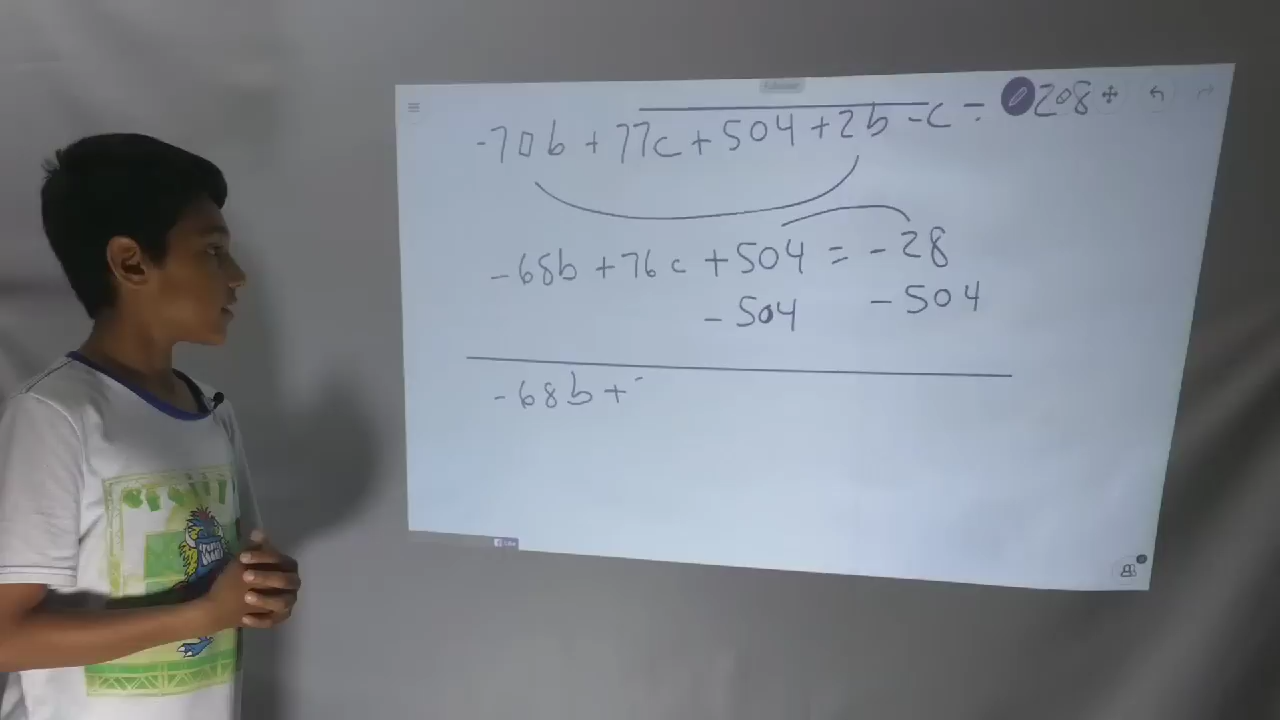 -70b + 77c + 504 + 2b - c = 208
-68b + 76c + 504 = -28
- 504 - 504
-68b +